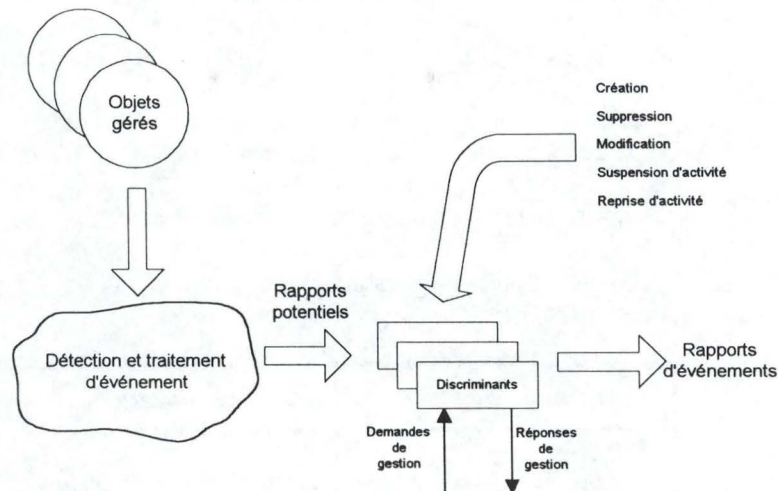 Objets
gérés
Création
Suppression
Modification
Suspension d'activité
Reprise d'activité
Rapports
potentiels
Détection et traitement
d'événement
Discriminants
Rapports
d'événements
Demandes
de
gestion
Réponses
de
gestion